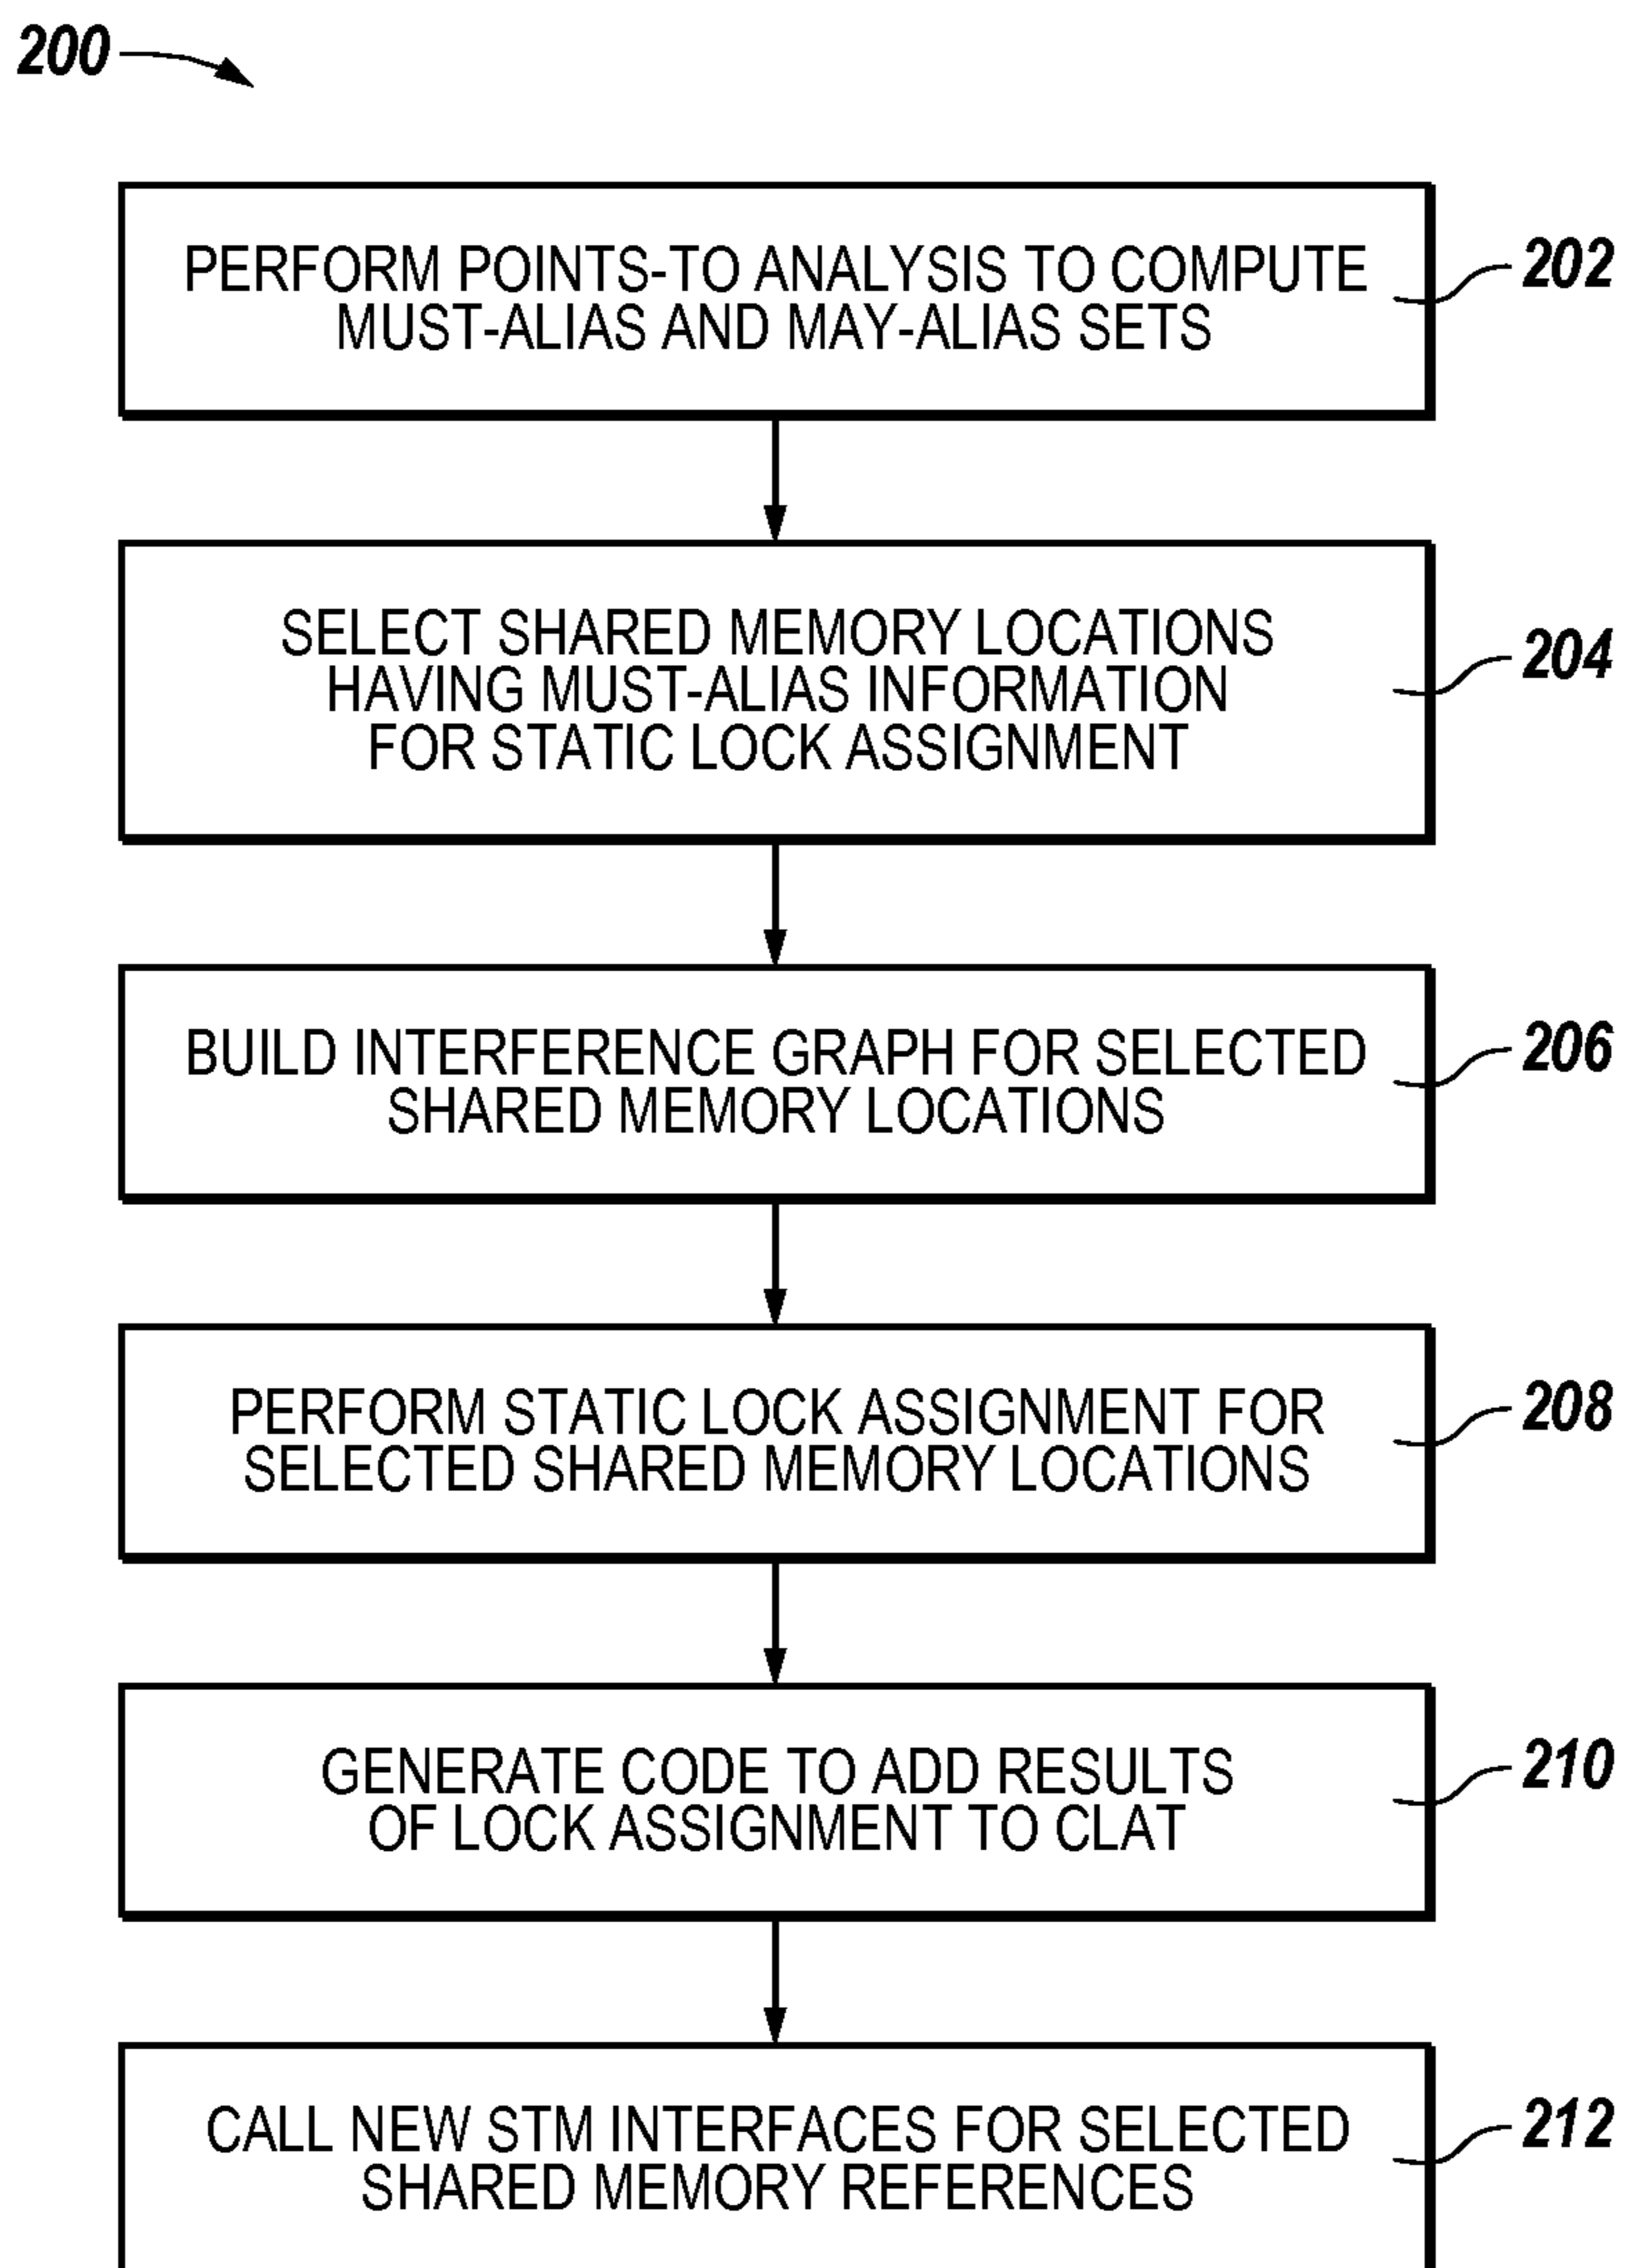 200
PERFORM POINTS-TO ANALYSIS TO COMPUTE
MUST-ALIAS AND MAY-ALIAS SETS
202
SELECT SHARED MEMORY LOCATIONS
HAVING MUST-ALIAS INFORMATION
FOR STATIC LOCK ASSIGNMENT
204
BUILD INTERFERENCE GRAPH FOR SELECTED
SHARED MEMORY LOCATIONS
206
PERFORM STATIC LOCK ASSIGNMENT FOR
SELECTED SHARED MEMORY LOCATIONS
208
GENERATE CODE TO ADD RESULTS
OF LOCK ASSIGNMENT TO CLAT
210
CALL NEW STM INTERFACES FOR SELECTED
SHARED MEMORY REFERENCES
212